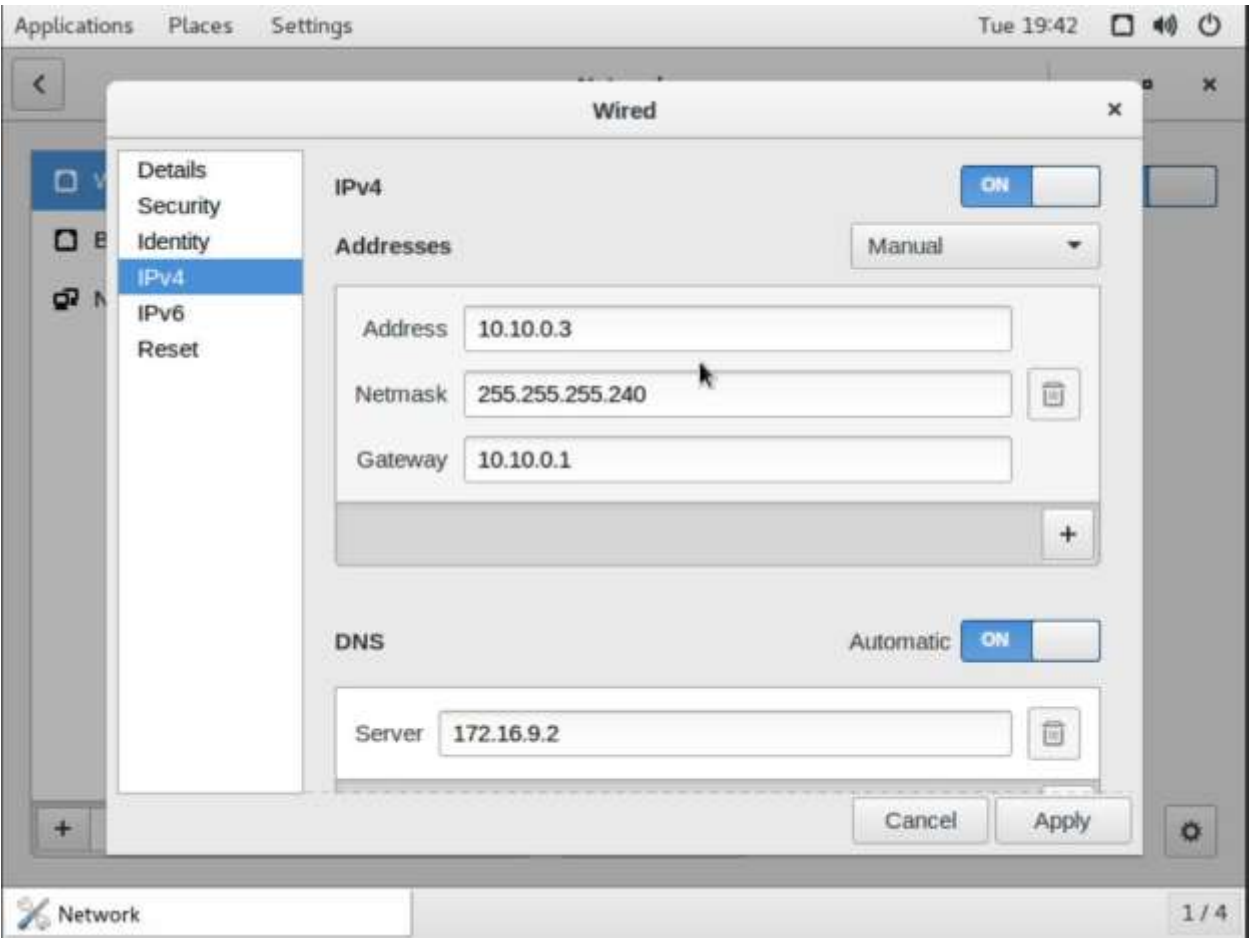 Applications Places Settings Tue 19:42
Wired
Details
Security
Identity
IPv4
IPv6
Reset
IPv4 ON
Addresses Manual
Address 10.10.0.3
Netmask 255.255.255.240
Gateway 10.10.0.1
+
DNS Automatic ON
Server 172.16.9.2
Cancel Apply
+
Network 1 / 4